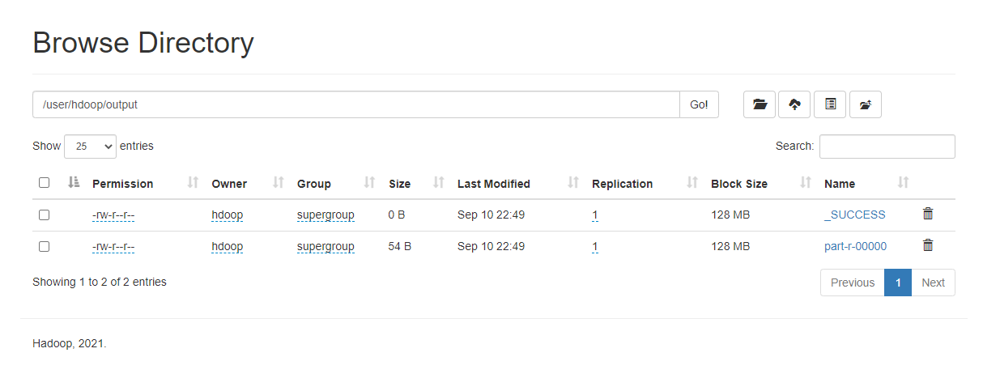 Browse Directory
/user/hdoop/output Go!
Show 25 entries Search:
Permission Owner Group Size Last Modified Replication Block Size Name
-rw-r--r-- hdoop supergroup 0 B Sep 10 22:49 1 128 MB _SUCCESS
-rw-r--r-- hdoop supergroup 54 B Sep 10 22:49 1 128 MB part-r-00000
Showing 1 to 2 of 2 entries Previous 1 Next
Hadoop, 2021.